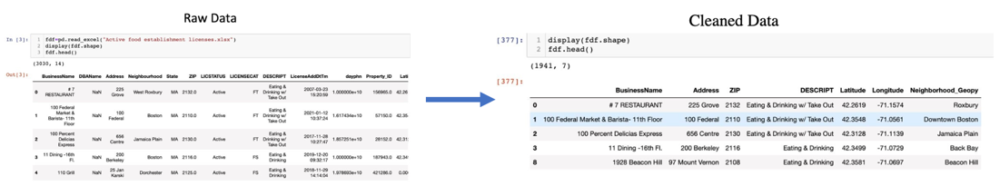 Raw Data
In [3]:
1 fdf=pd.read_excel("Active food establishment licenses.xlsx")
2 display(fdf.shape)
3 fdf.head()
(3030, 14)
Out[3]:
BusinessName DBAName Address Neighbourhood State ZIP LICSTATUS LICENSECAT DESCRIPT LicenseAddDtTm dayphn Property_ID Lati
0 # 7 RESTAURANT NaN 225 Grove West Roxbury MA 2132.0 Active FT Eating & Drinking w/ Take Out 2007-03-23 15:20:59 1.000000e+10 156965.0 42.26
1 100 Federal Market & Barista- 11th Floor NaN 100 Federal Boston MA 2110.0 Active FT Eating & Drinking w/ Take Out 2021-01-12 10:37:24 1.617434e+10 57150.0 42.35
2 100 Percent Delicias Express NaN 656 Centre Jamaica Plain MA 2130.0 Active FT Eating & Drinking w/ Take Out 2017-11-28 10:27:47 1.857251e+10 28152.0 42.31
3 11 Dining -16th Fl. NaN 200 Berkeley Boston MA 2116.0 Active FS Eating & Drinking 2019-12-20 09:32:17 1.000000e+10 187943.0 42.34
4 110 Grill NaN 25 Jan Karski Dorchester MA 2125.0 Active FS Eating & Drinking 2018-11-29 14:14:04 421286.0 0.00
Cleaned Data
[377]:
1 display(fdf.shape)
2 fdf.head()
(1941, 7)
[377]:
BusinessName Address ZIP DESCRIPT Latitude Longitude Neighborhood_Geopy
0 # 7 RESTAURANT 225 Grove 2132 Eating & Drinking w/ Take Out 42.2619 -71.1574 Roxbury
1 100 Federal Market & Barista- 11th Floor 100 Federal 2110 Eating & Drinking w/ Take Out 42.3548 -71.0561 Downtown Boston
2 100 Percent Delicias Express 656 Centre 2130 Eating & Drinking w/ Take Out 42.3128 -71.1139 Jamaica Plain
3 11 Dining -16th Fl. 200 Berkeley 2116 Eating & Drinking 42.3499 -71.0729 Back Bay
8 1928 Beacon Hill 97 Mount Vernon 2108 Eating & Drinking 42.3581 -71.0697 Beacon Hill